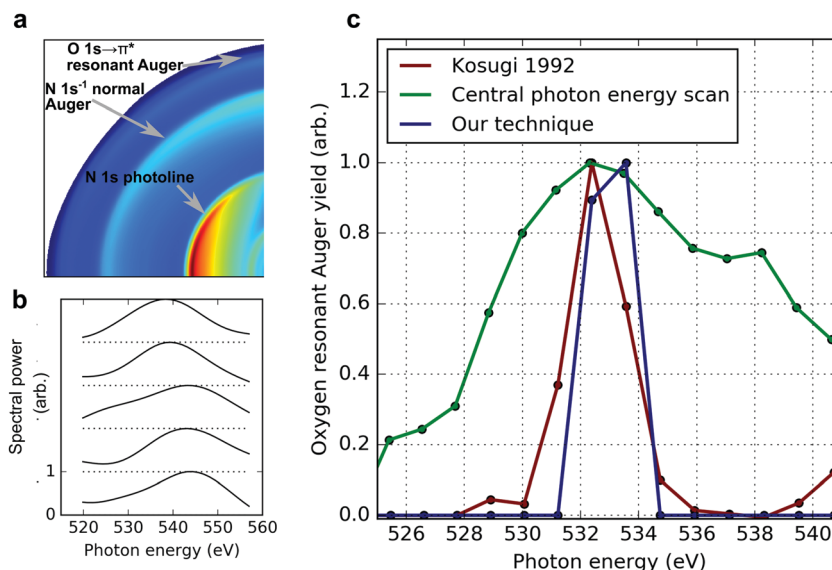 a
O 1s→π*
resonant Auger
N 1s⁻¹ normal
Auger
N 1s photoline
b
Spectral power
(arb.)
1
0
520 530 540 550 560
Photon energy (eV)
c
Kosugi 1992
Central photon energy scan
Our technique
Oxygen resonant Auger yield (arb.)
1.2
1.0
0.8
0.6
0.4
0.2
0.0
526 528 530 532 534 536 538 540
Photon energy (eV)